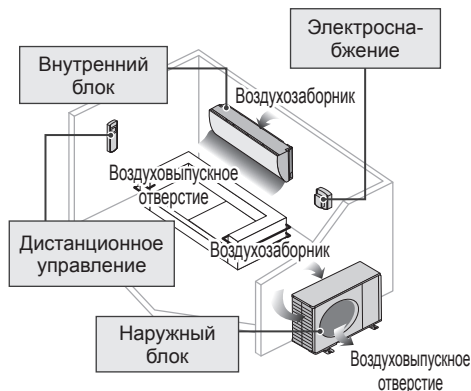 Электросна-
бжение
Внутренний
блок
Воздухозаборник
Воздуховыпускное
отверстие
Дистанционное
управление
Воздухозаборник
Наружный
блок
Воздуховыпускное
отверстие